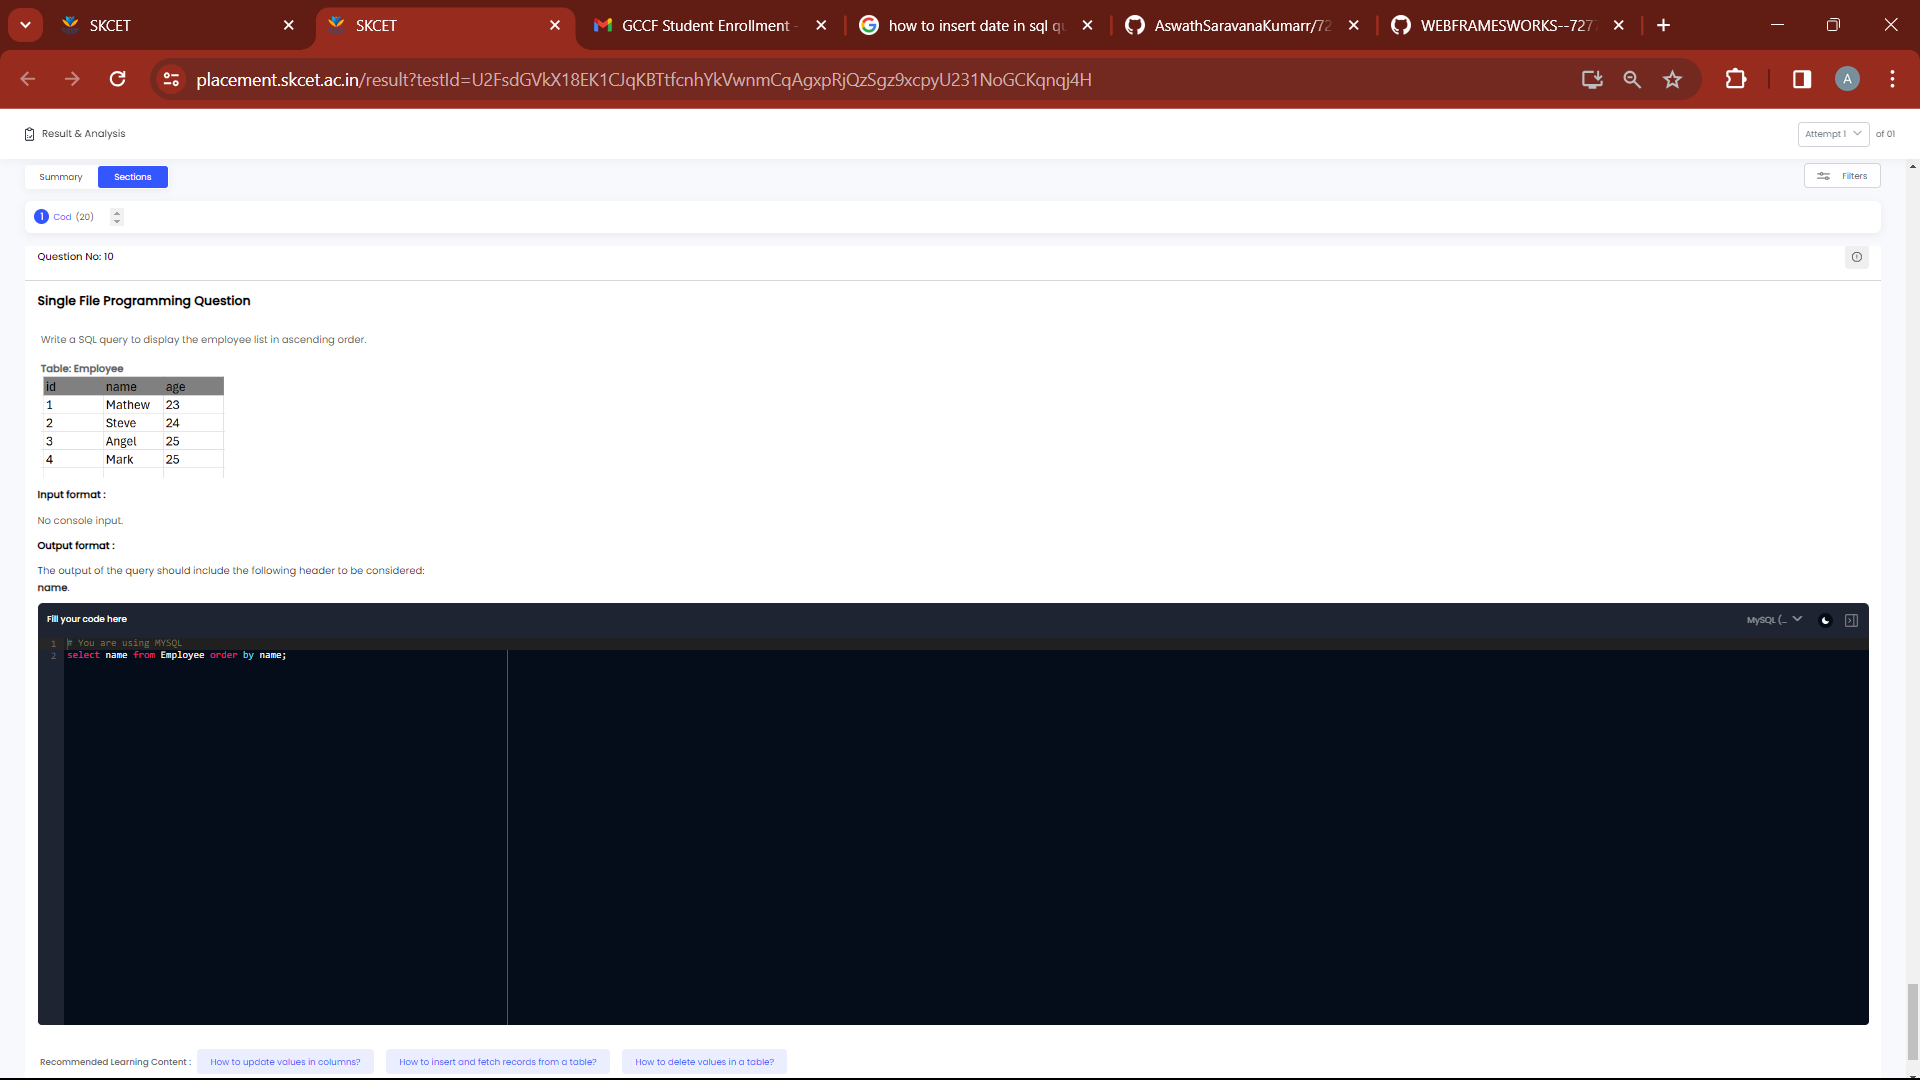 SKCET
SKCET
GCCF Student Enrollment -
how to insert date in sql qu
AswathSaravanaKumarr/72
WEBFRAMESWORKS--727
placement.skcet.ac.in/result?testId=U2FsdGVkX18EK1CJqKBTtfcnhYkVwnmCqAgxpRjQzSgz9xcpyU231NoGCKqnqj4H
A
Result & Analysis
Attempt 1 of 01
Summary Sections
Filters
1 Cod (20)
Question No: 10
Single File Programming Question
Write a SQL query to display the employee list in ascending order.
Table: Employee
id name age
1 Mathew 23
2 Steve 24
3 Angel 25
4 Mark 25
Input format :
No console input.
Output format :
The output of the query should include the following header to be considered:
name.
Fill your code here
MySQL (...
1 # You are using MYSQL
2 select name from Employee order by name;
Recommended Learning Content : How to update values in columns? How to insert and fetch records from a table? How to delete values in a table?